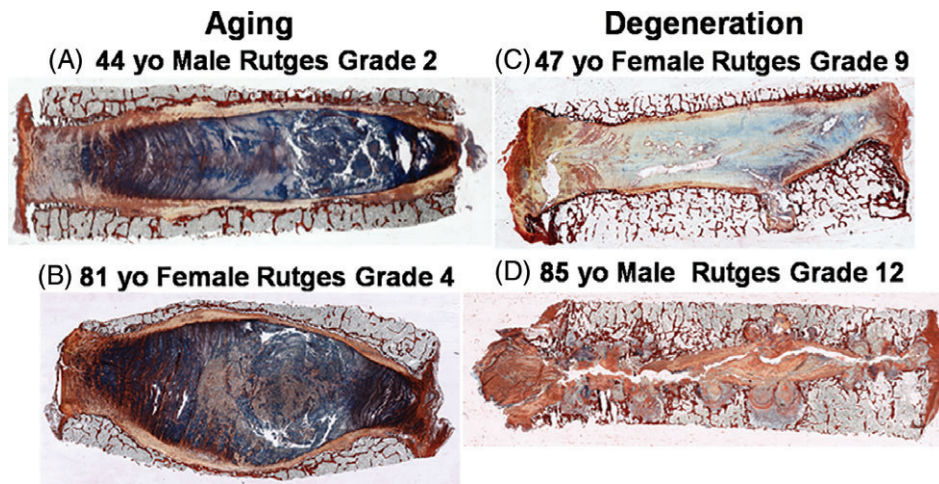 Aging
Degeneration
(A) 44 yo Male Rutges Grade 2
(C) 47 yo Female Rutges Grade 9
(B) 81 yo Female Rutges Grade 4
(D) 85 yo Male Rutges Grade 12